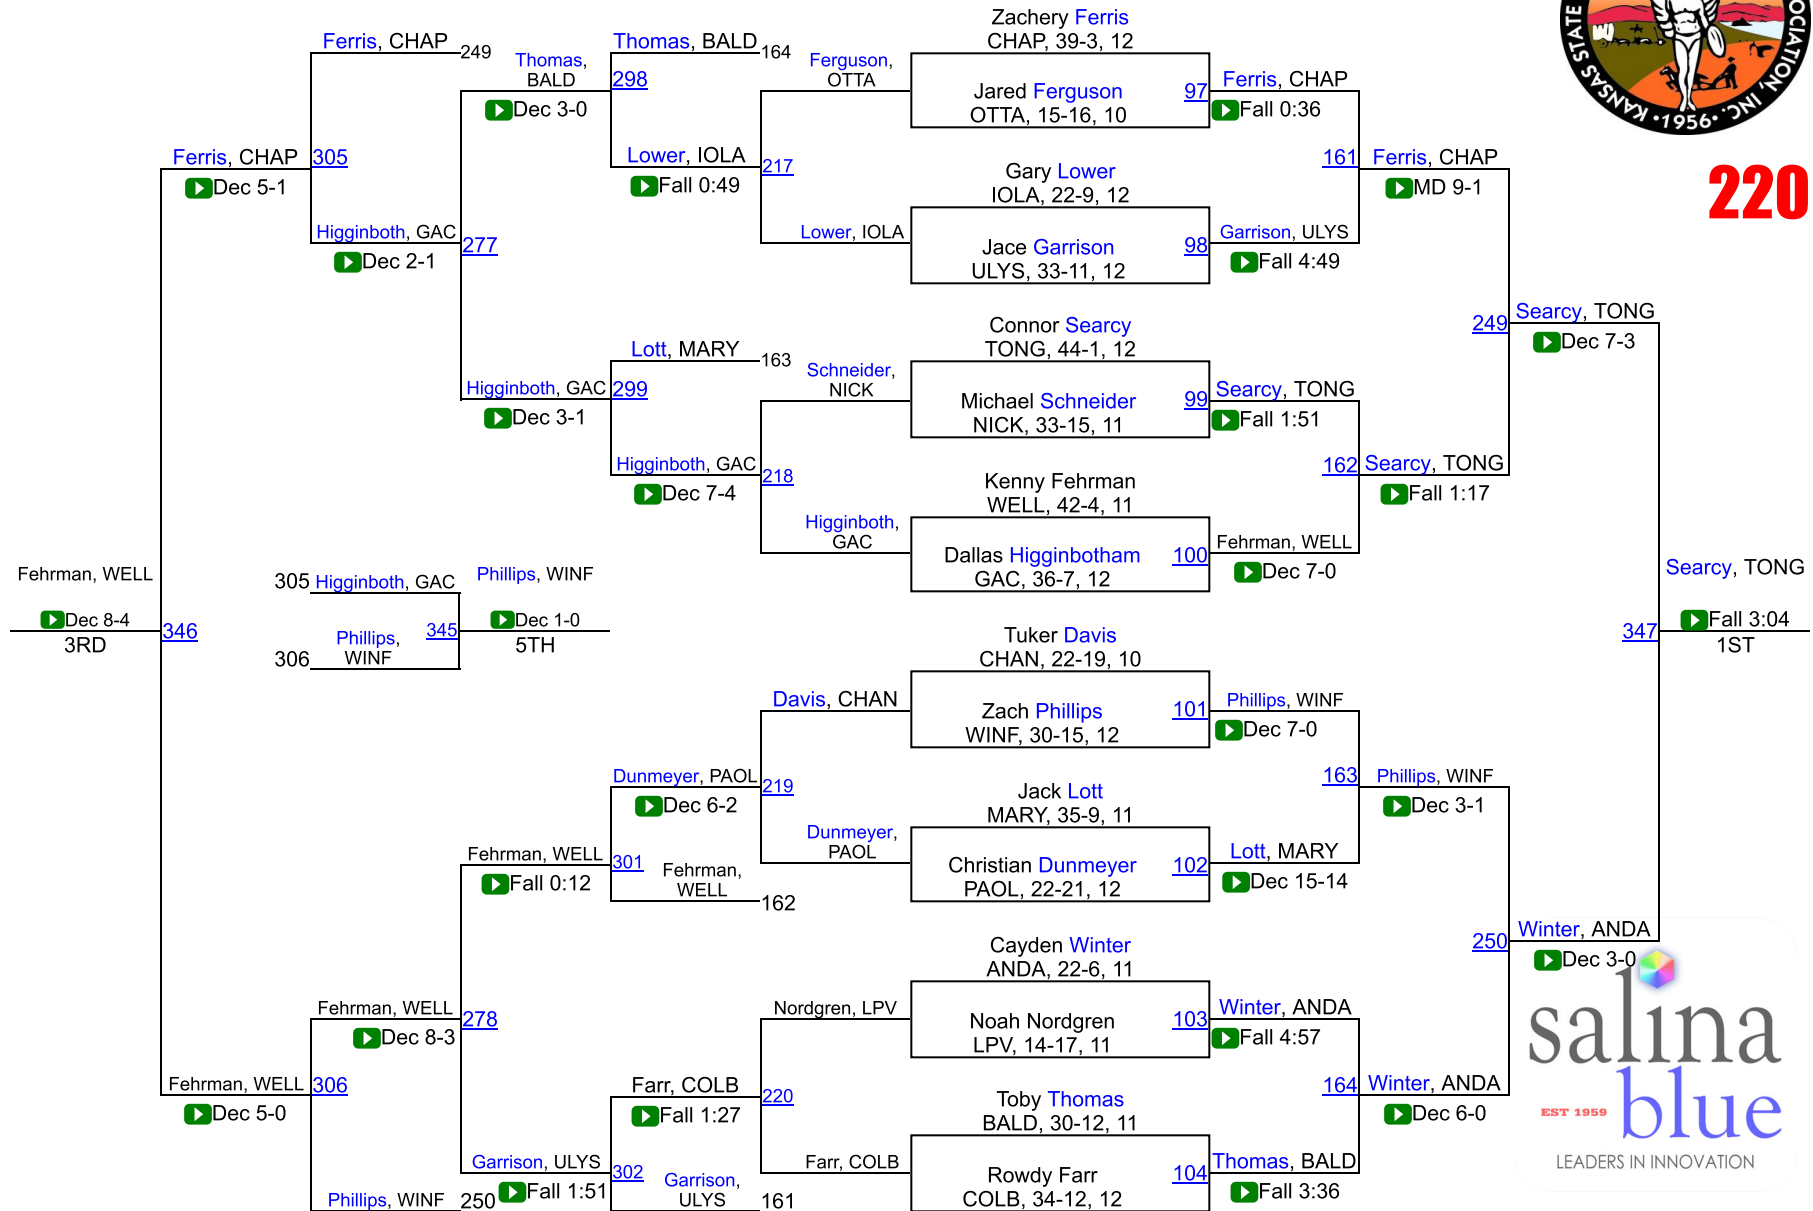 KANSAS STATE
OCIATION, INC.
•1956•
220
Zachery Ferris
CHAP, 39-3, 12
Jared Ferguson
OTTA, 15-16, 10
97
Gary Lower
IOLA, 22-9, 12
Jace Garrison
ULYS, 33-11, 12
98
Connor Searcy
TONG, 44-1, 12
Michael Schneider
NICK, 33-15, 11
99
Kenny Fehrman
WELL, 42-4, 11
Dallas Higginbotham
GAC, 36-7, 12
100
Tuker Davis
CHAN, 22-19, 10
Zach Phillips
WINF, 30-15, 12
101
Jack Lott
MARY, 35-9, 11
Christian Dunmeyer
PAOL, 22-21, 12
102
Cayden Winter
ANDA, 22-6, 11
Noah Nordgren
LPV, 14-17, 11
103
Toby Thomas
BALD, 30-12, 11
Rowdy Farr
COLB, 34-12, 12
104
Ferris, CHAP
Fall 0:36
Garrison, ULYS
Fall 4:49
Searcy, TONG
Fall 1:51
Fehrman, WELL
Dec 7-0
Phillips, WINF
Dec 7-0
Lott, MARY
Dec 15-14
Winter, ANDA
Fall 4:57
Thomas, BALD
Fall 3:36
161
Ferris, CHAP
MD 9-1
162
Searcy, TONG
Fall 1:17
163
Phillips, WINF
Dec 3-1
164
Winter, ANDA
Dec 6-0
249
Searcy, TONG
Dec 7-3
250
Winter, ANDA
Dec 3-0
347
Searcy, TONG
Fall 3:04
1ST
Ferguson,
OTTA
Lower, IOLA
Schneider,
NICK
Higginboth,
GAC
Davis, CHAN
Dunmeyer,
PAOL
Nordgren, LPV
Farr, COLB
Thomas, BALD
164
217
Lower, IOLA
Fall 0:49
Lott, MARY
163
218
Higginboth, GAC
Dec 7-4
219
Dunmeyer, PAOL
Dec 6-2
Fehrman,
WELL
162
220
Farr, COLB
Fall 1:27
Garrison,
ULYS
161
298
Thomas,
BALD
Dec 3-0
299
Higginboth, GAC
Dec 3-1
301
Fehrman, WELL
Fall 0:12
302
Garrison, ULYS
Fall 1:51
Ferris, CHAP
249
277
Higginboth, GAC
Dec 2-1
278
Fehrman, WELL
Dec 8-3
Phillips, WINF
250
305
Ferris, CHAP
Dec 5-1
306
Fehrman, WELL
Dec 5-0
305 Higginboth, GAC
306
Phillips,
WINF
345
Phillips, WINF
Dec 1-0
5TH
346
Fehrman, WELL
Dec 8-4
3RD
salina
EST 1959
blue
LEADERS IN INNOVATION